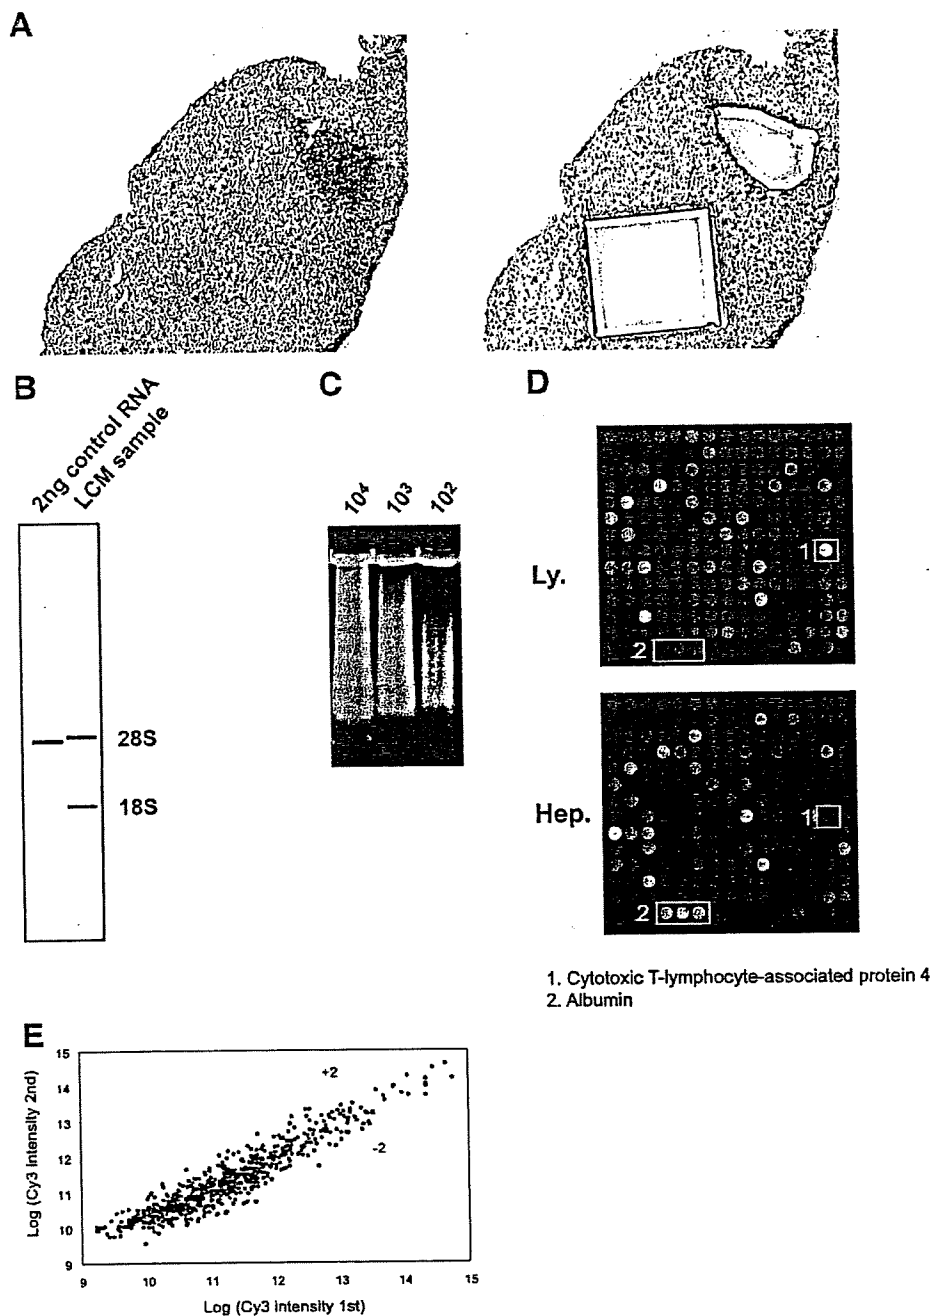 A
B
2ng control RNA
LCM sample
28S
18S
C
10⁴ 10³ 10²
D
Ly.
1
2
Hep.
1
2
1. Cytotoxic T-lymphocyte-associated protein 4
2. Albumin
E
Log (Cy3 intensity 2nd)
15
14
13
12
11
10
9
+2
-2
9 10 11 12 13 14 15
Log (Cy3 intensity 1st)